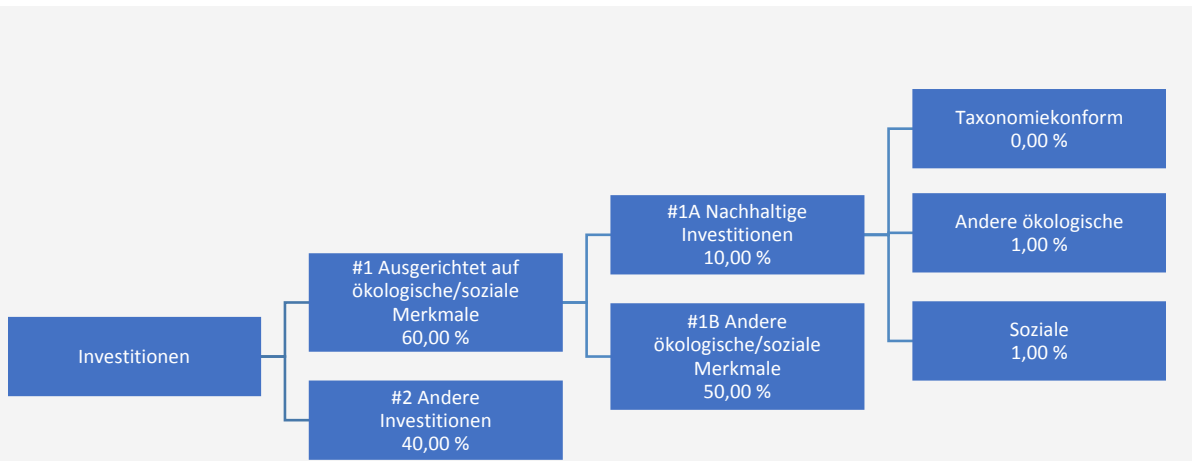 Investitionen
#1 Ausgerichtet auf
ökologische/soziale
Merkmale
60,00 %
#2 Andere
Investitionen
40,00 %
#1A Nachhaltige
Investitionen
10,00 %
#1B Andere
ökologische/soziale
Merkmale
50,00 %
Taxonomiekonform
0,00 %
Andere ökologische
1,00 %
Soziale
1,00 %